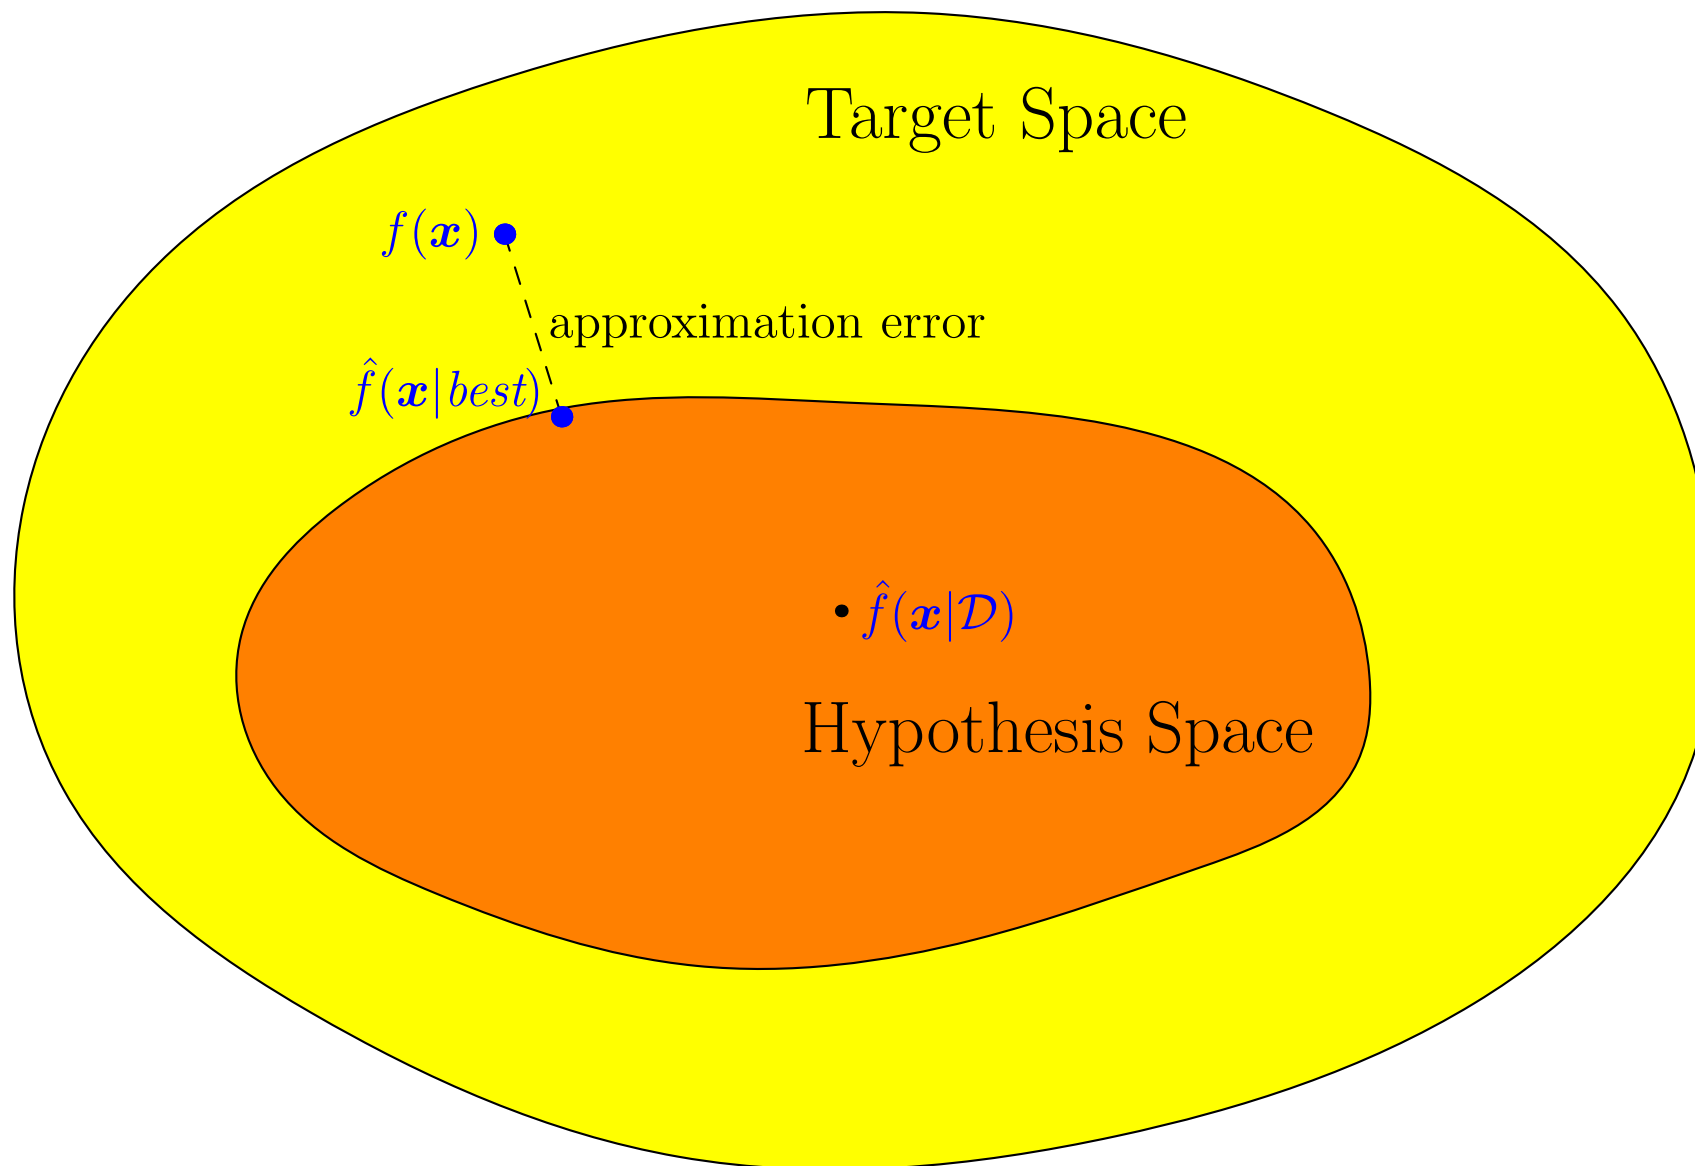 Target Space
f(x)
approximation error
f̂(x|best)
f̂(x|𝒟)
Hypothesis Space